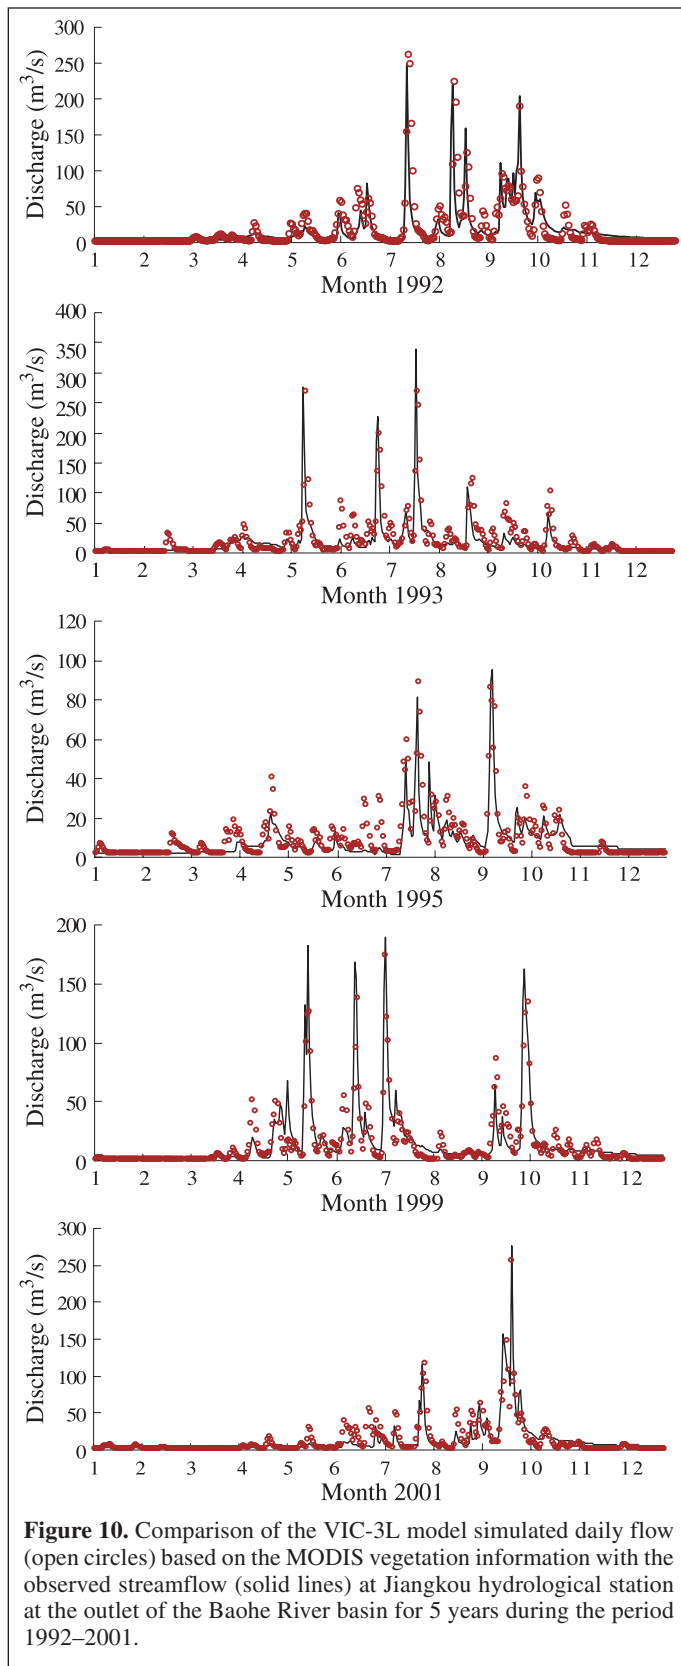 300
250
200
150
100
50
0
Discharge (m³/s)
1 2 3 4 5 6 7 8 9 10 11 12
Month 1992
400
350
300
200
150
100
50
0
Discharge (m³/s)
1 2 3 4 5 6 7 8 9 10 11 12
Month 1993
120
100
80
60
40
20
0
Discharge (m³/s)
1 2 3 4 5 6 7 8 9 10 11 12
Month 1995
200
150
100
50
0
Discharge (m³/s)
1 2 3 4 5 6 7 8 9 10 11 12
Month 1999
300
250
150
100
50
0
Discharge (m³/s)
1 2 3 4 5 6 7 8 9 10 11 12
Month 2001
Figure 10. Comparison of the VIC-3L model simulated daily flow
(open circles) based on the MODIS vegetation information with the
observed streamflow (solid lines) at Jiangkou hydrological station
at the outlet of the Baohe River basin for 5 years during the period
1992–2001.